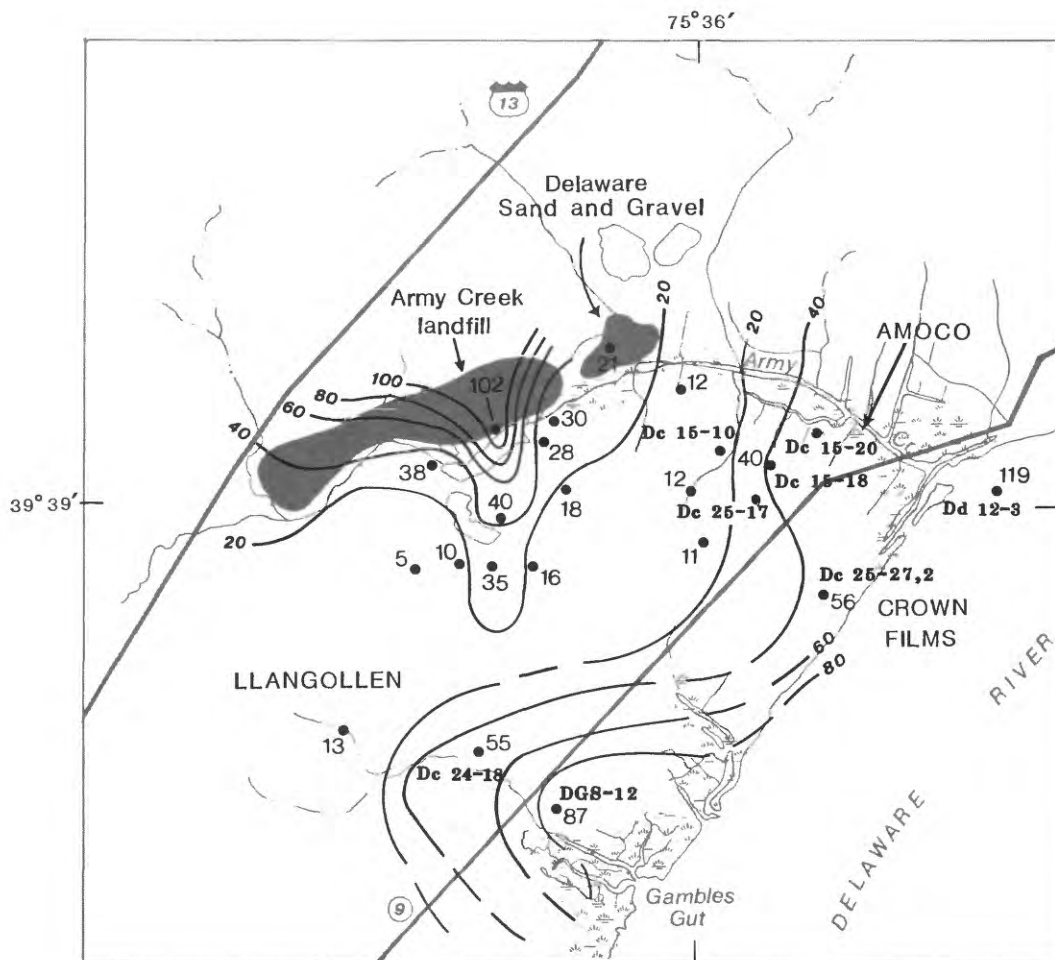 75°36′
13
Delaware
Sand and Gravel
Army Creek
landfill
20
20
40
AMOCO
Army
100
80
60
40
102
21
12
30
28
Dc 15-10
Dc 15-20
40
Dc 15-18
38
39°39′
18
12
Dc 25-17
119
Dd 12-3
40
20
5
10
35
16
11
Dc 25-27,2
56
CROWN
FILMS
60
80
RIVER
LLANGOLLEN
13
55
Dc 24-18
DGS-12
87
DELAWARE
9
Gambles
Gut